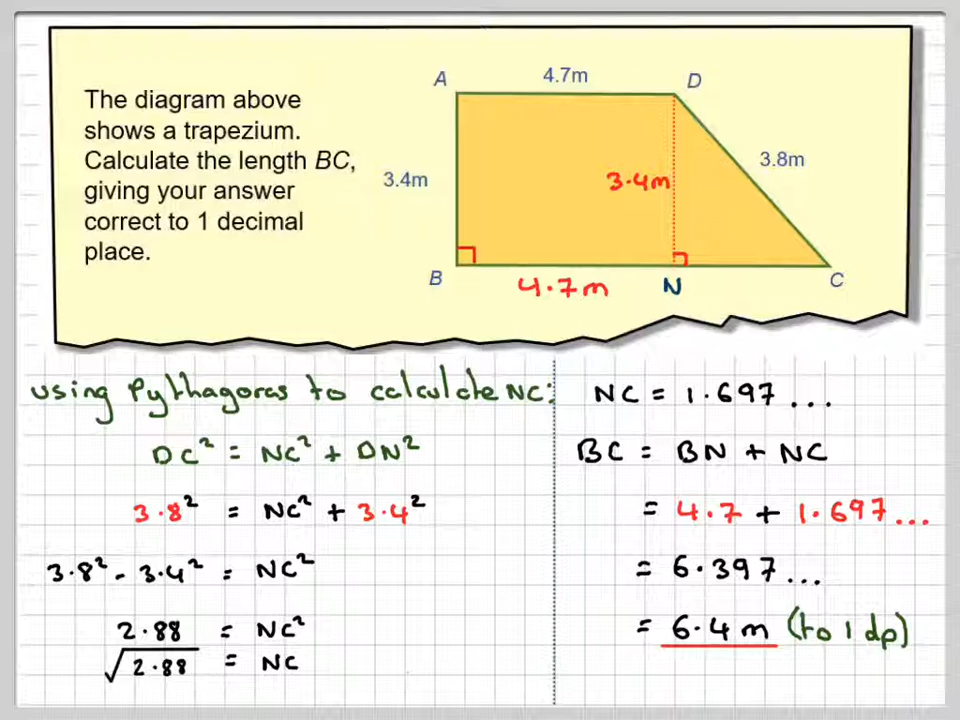 The diagram above
shows a trapezium.
Calculate the length BC,
giving your answer
correct to 1 decimal
place.
A
4.7m
D
3.4m
3.4m
3.8m
B
4.7m
N
C
using Pythagoras to calculate NC:
DC² = NC² + DN²
3.8² = NC² + 3.4²
3.8² - 3.4² = NC²
2.88 = NC²
√2.88 = NC
NC = 1.697...
BC = BN + NC
= 4.7 + 1.697...
= 6.397...
= 6.4m (to 1 dp)